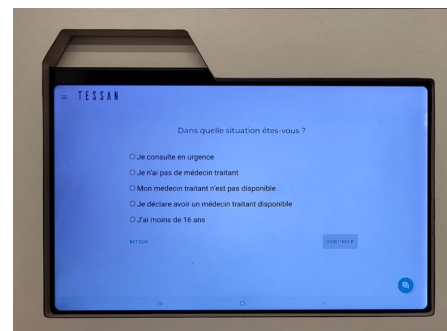 TESSAN
Dans quelle situation êtes-vous ?
Je consulte en urgence
Je n'ai pas de médecin traitant
Mon médecin traitant n'est pas disponible
Je déclare avoir un médecin traitant disponible
J'ai moins de 16 ans
RETOUR
CONTINUER